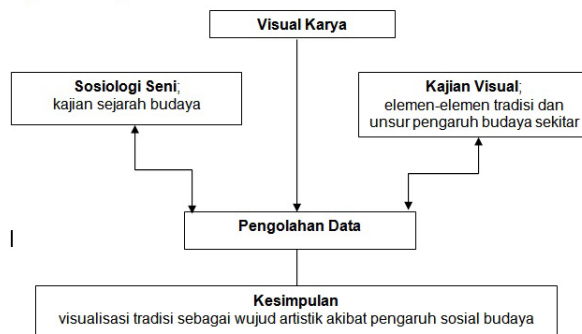 Visual Karya
Sosiologi Seni;
kajian sejarah budaya
Kajian Visual;
elemen-elemen tradisi dan
unsur pengaruh budaya sekitar
Pengolahan Data
Kesimpulan
visualisasi tradisi sebagai wujud artistik akibat pengaruh sosial budaya